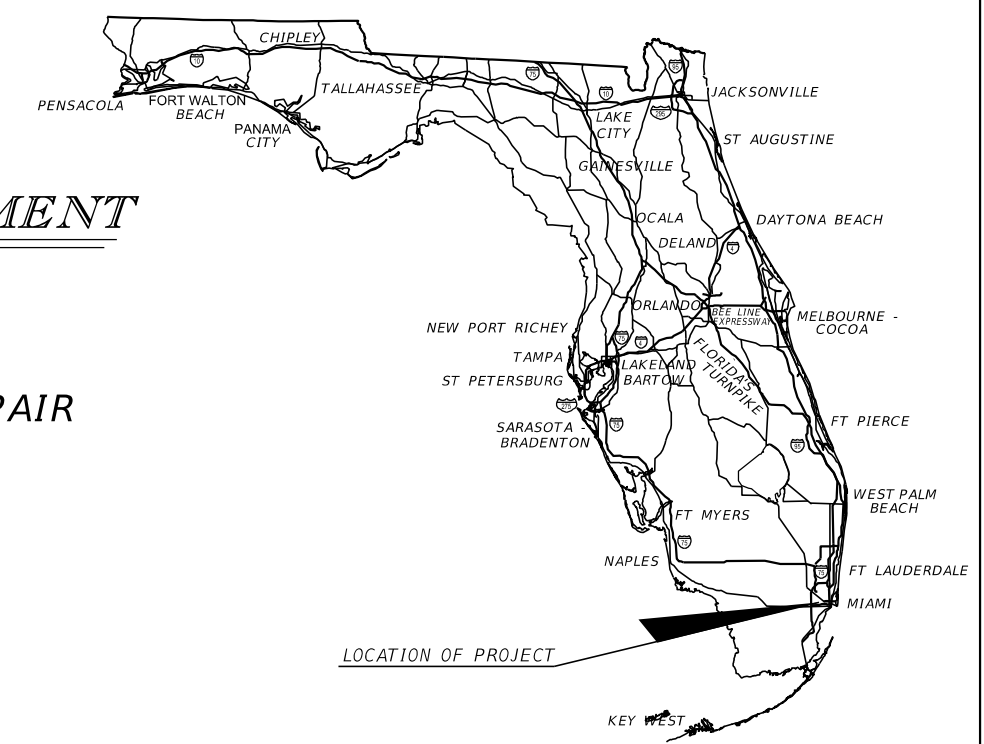 CHIPLEY
10
75
95
TALLAHASSEE
10
JACKSONVILLE
PENSACOLA
FORT WALTON
BEACH
LAKE
CITY
295
PANAMA
CITY
ST AUGUSTINE
GAINESVILLE
MENT
OCALA
DAYTONA BEACH
DELAND
4
ORLANDO
BEE LINE
EXPRESSWAY
MELBOURNE -
COCOA
NEW PORT RICHEY
75
4
TAMPA
LAKELAND
FLORIDA'S
TURNPIKE
ST PETERSBURG
BARTOW
PAIR
275
SARASOTA -
BRADENTON
75
FT PIERCE
95
WEST PALM
BEACH
FT MYERS
75
NAPLES
75
FT LAUDERDALE
MIAMI
LOCATION OF PROJECT
KEY WEST